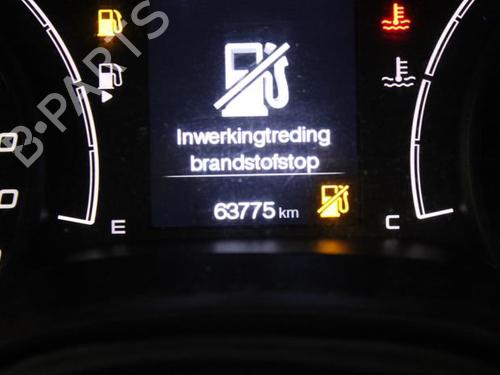 B-PARTS
Inwerkingtreding
brandstofstop
63775 km
E
C